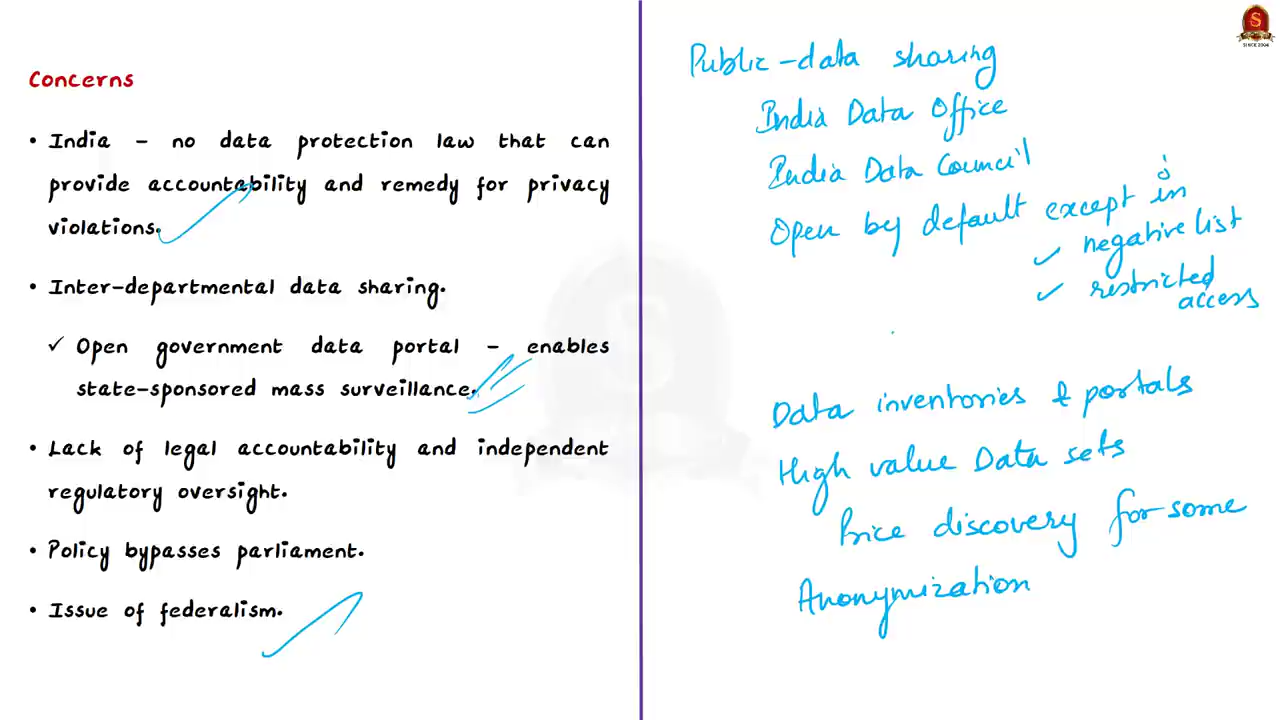 Concerns
• India – no data protection law that can
provide accountability and remedy for privacy
violations.
• Inter-departmental data sharing.
✓ Open government data portal – enables
state-sponsored mass surveillance.
• Lack of legal accountability and independent
regulatory oversight.
• Policy bypasses parliament.
• Issue of federalism.
Public-data sharing
India Data Office
India Data Council
Open by default except in
✓ negative list
✓ restricted
access
Data inventories & portals
High value Data sets
Price discovery for some
Anonymization
S
SINCE 2004